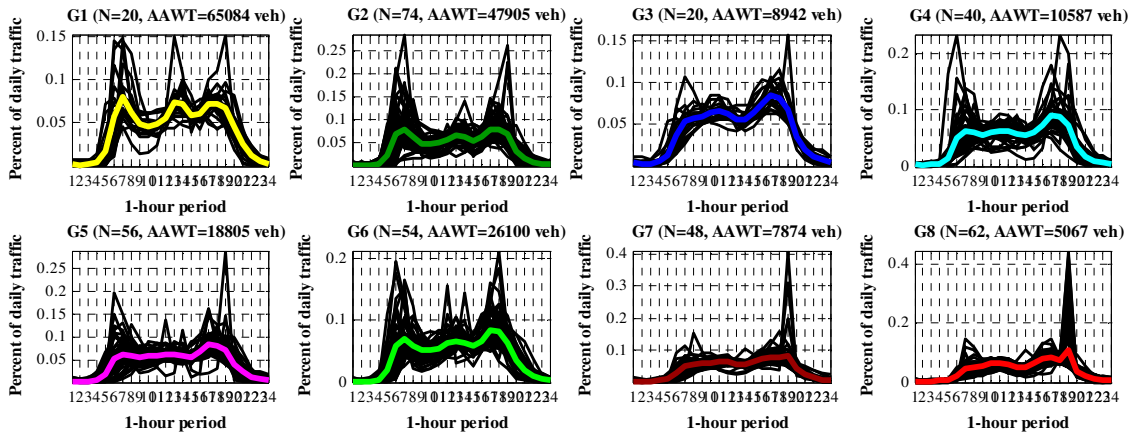 G1 (N=20, AAWT=65084 veh)
G2 (N=74, AAWT=47905 veh)
G3 (N=20, AAWT=8942 veh)
G4 (N=40, AAWT=10587 veh)
Percent of daily traffic
0.15
0.1
0.05
123456789101112131415161718192021222324
1-hour period
Percent of daily traffic
0.25
0.2
0.15
0.1
0.05
1-hour period
Percent of daily traffic
0.15
0.1
0.05
0
1-hour period
Percent of daily traffic
0.2
0.1
0
1-hour period
G5 (N=56, AAWT=18805 veh)
G6 (N=54, AAWT=26100 veh)
G7 (N=48, AAWT=7874 veh)
G8 (N=62, AAWT=5067 veh)
Percent of daily traffic
0.25
0.2
0.15
0.1
0.05
1-hour period
Percent of daily traffic
0.2
0.1
0
1-hour period
Percent of daily traffic
0.4
0.3
0.2
0.1
1-hour period
Percent of daily traffic
0.4
0.2
0
1-hour period